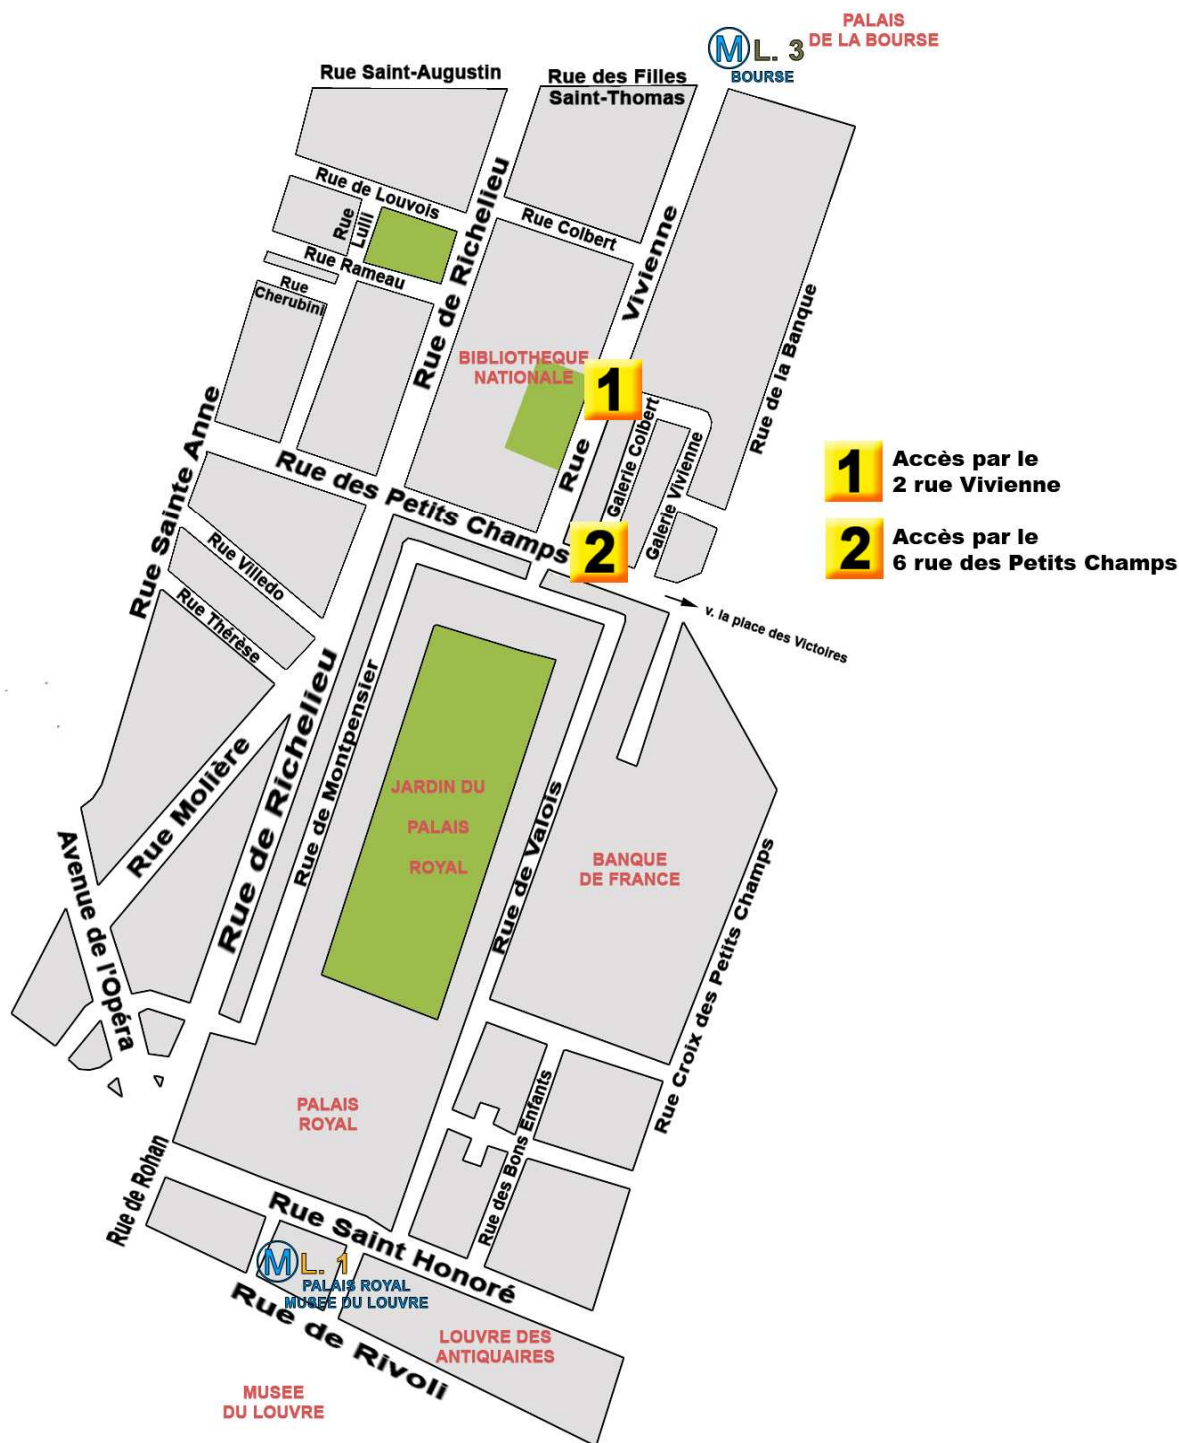 PALAIS
DE LA BOURSE
M L. 3
BOURSE
Rue Saint-Augustin
Rue des Filles
Saint-Thomas
Rue de Louvois
Rue
Lulli
Rue Colbert
Rue Rameau
Rue
Cherubini
Rue de Richelieu
Rue Vivienne
Rue de la Banque
BIBLIOTHEQUE
NATIONALE
1
Galerie Colbert
Galerie Vivienne
Rue Sainte Anne
Rue des Petits Champs
2
1 Accès par le
2 rue Vivienne
2 Accès par le
6 rue des Petits Champs
v. la place des Victoires
Rue Villedo
Rue Thérèse
Rue Molière
Rue de Richelieu
Rue de Montpensier
JARDIN DU
PALAIS
ROYAL
Rue de Valois
BANQUE
DE FRANCE
Avenue de l'Opéra
Rue Croix des Petits Champs
PALAIS
ROYAL
Rue des Bons Enfants
Rue de Rohan
Rue Saint Honoré
M L. 1
PALAIS ROYAL
MUSEE DU LOUVRE
Rue de Rivoli
LOUVRE DES
ANTIQUAIRES
MUSEE
DU LOUVRE